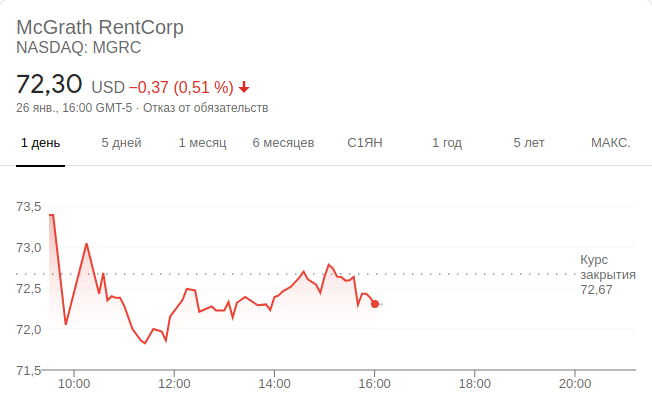 McGrath RentCorp
NASDAQ: MGRC
72,30 USD −0,37 (0,51 %)
26 янв., 16:00 GMT-5 · Отказ от обязательств
1 день 5 дней 1 месяц 6 месяцев С1ЯН 1 год 5 лет МАКС.
73,5
73,0
72,5
72,0
71,5
Курс
закрытия
72,67
10:00 12:00 14:00 16:00 18:00 20:00